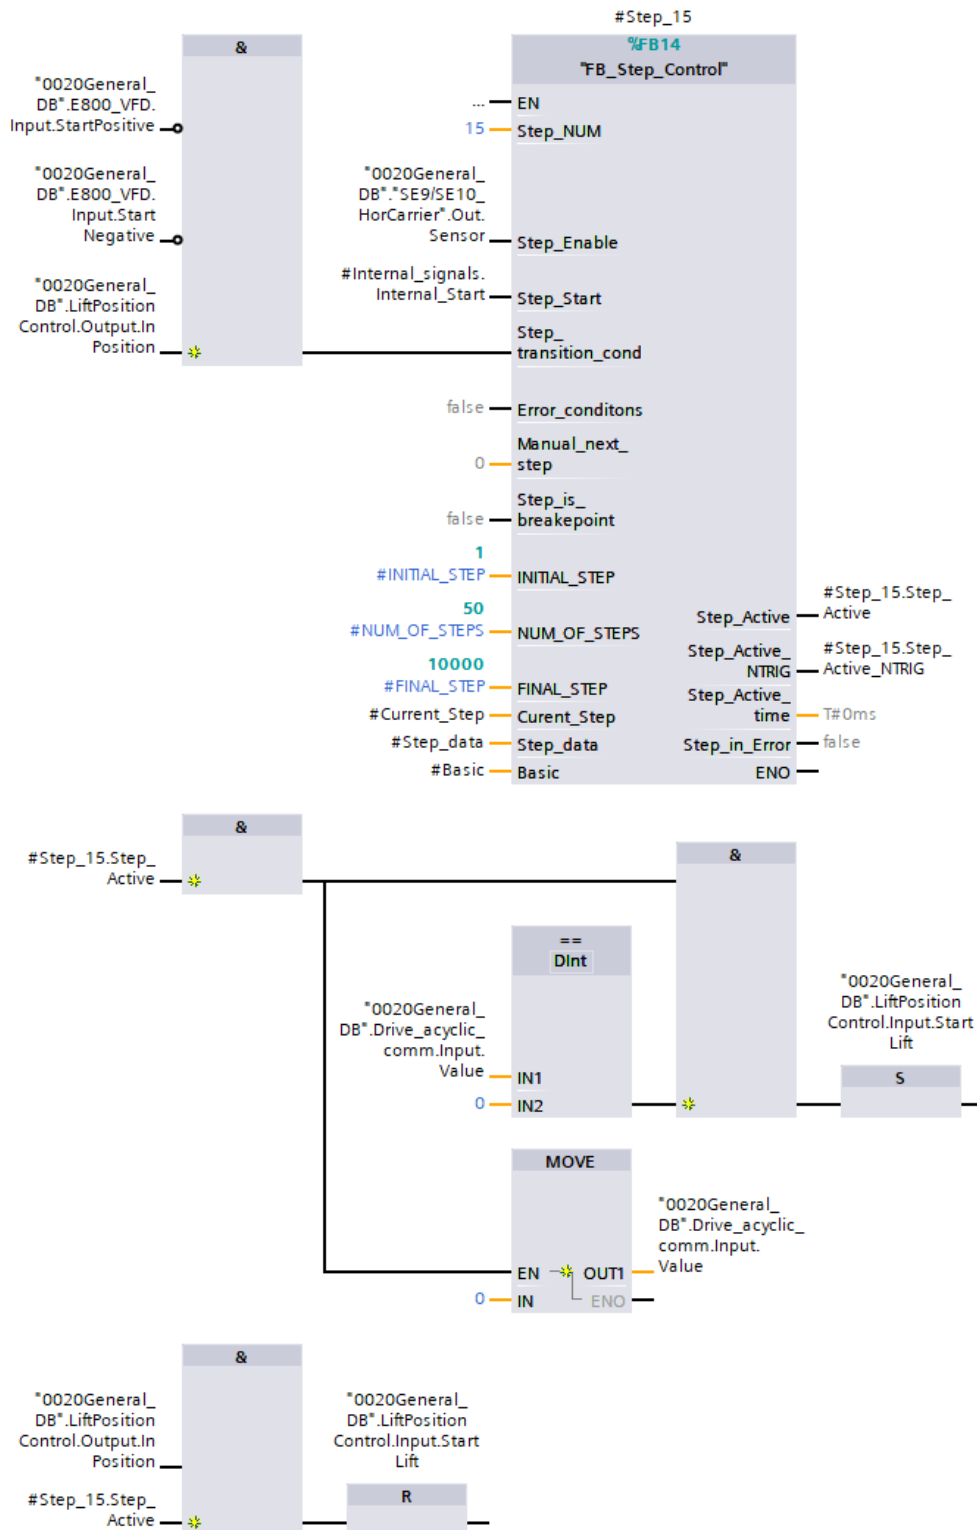 #Step_15
&
%FB14
"FB_Step_Control"
"0020General_
DB".E800_VFD.
Input.StartPositive
"0020General_
DB".E800_VFD.
Input.Start
Negative
"0020General_
DB".LiftPosition
Control.Output.In
Position
...
EN
15
Step_NUM
"0020General_
DB"."SE9/SE10_
HorCarrier".Out.
Sensor
Step_Enable
#Internal_signals.
Internal_Start
Step_Start
Step_
transition_cond
false
Error_conditons
Manual_next_
step
0
Step_is_
breakepoint
false
1
#INITIAL_STEP
INITIAL_STEP
50
#NUM_OF_STEPS
NUM_OF_STEPS
10000
#FINAL_STEP
FINAL_STEP
#Current_Step
Curent_Step
#Step_data
Step_data
#Basic
Basic
Step_Active
#Step_15.Step_
Active
Step_Active_
NTRIG
#Step_15.Step_
Active_NTRIG
Step_Active_
time
T#0ms
Step_in_Error
false
ENO
&
#Step_15.Step_
Active
&
==
DInt
"0020General_
DB".Drive_acyclic_
comm.Input.
Value
IN1
0
IN2
"0020General_
DB".LiftPosition
Control.Input.Start
Lift
S
MOVE
EN
OUT1
"0020General_
DB".Drive_acyclic_
comm.Input.
Value
0
IN
ENO
&
"0020General_
DB".LiftPosition
Control.Output.In
Position
#Step_15.Step_
Active
"0020General_
DB".LiftPosition
Control.Input.Start
Lift
R